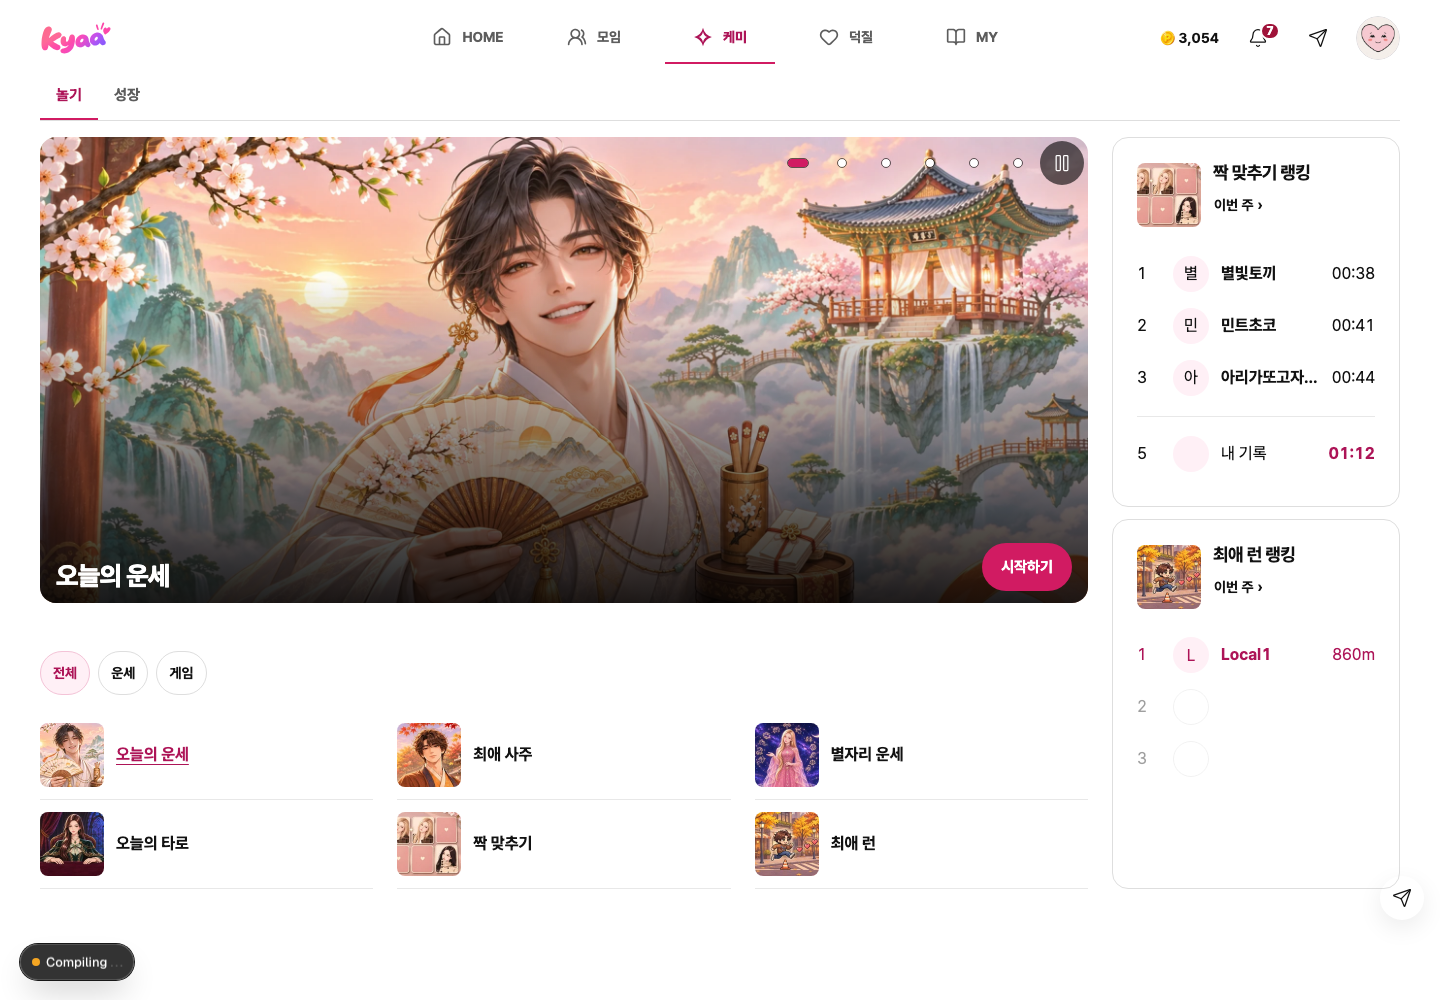 kyaa
HOME
모임
케미
덕질
MY
3,054
7
놀기
성장
오늘의 운세
시작하기
짝 맞추기 랭킹
이번 주 ›
1 별 별빛토끼 00:38
2 민 민트초코 00:41
3 아 아리가또고자... 00:44
5 내 기록 01:12
최애 런 랭킹
이번 주 ›
1 L Local1 860m
2
3
전체
운세
게임
오늘의 운세
최애 사주
별자리 운세
오늘의 타로
짝 맞추기
최애 런
Compiling ...